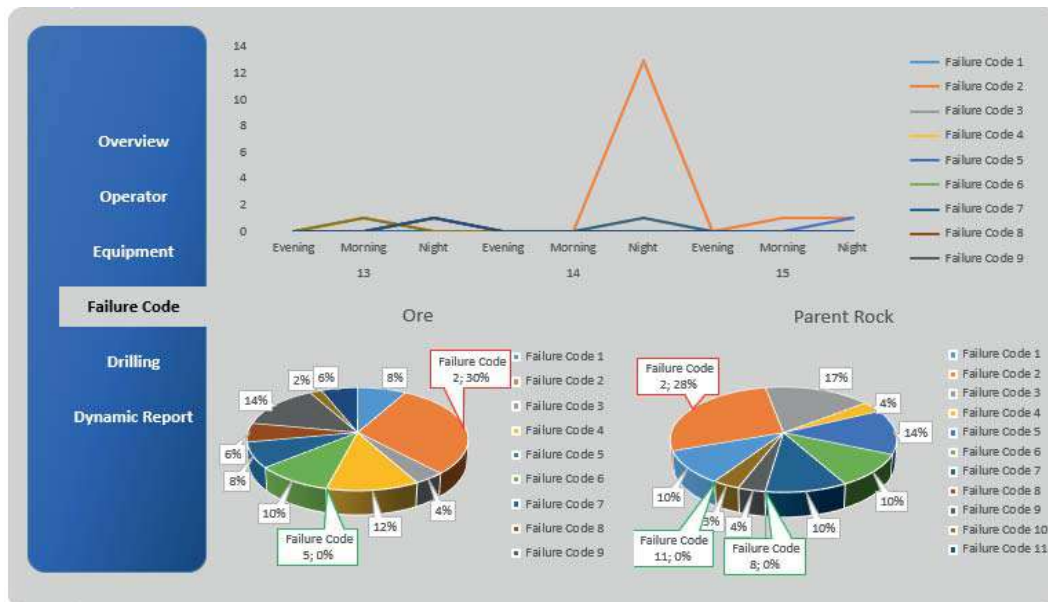 Overview
Operator
Equipment
Failure Code
Drilling
Dynamic Report
14
12
10
8
6
4
2
0
Evening Morning Night Evening Morning Night Evening Morning Night
13 14 15
Failure Code 1
Failure Code 2
Failure Code 3
Failure Code 4
Failure Code 5
Failure Code 6
Failure Code 7
Failure Code 8
Failure Code 9
Ore
Failure Code
2; 30%
8%
6%
2%
14%
6%
8%
10%
Failure Code
5; 0%
12%
4%
Failure Code 1
Failure Code 2
Failure Code 3
Failure Code 4
Failure Code 5
Failure Code 6
Failure Code 7
Failure Code 8
Failure Code 9
Parent Rock
Failure Code
2; 28%
17%
4%
14%
10%
10%
Failure Code
8; 0%
4%
3%
Failure Code
11; 0%
10%
Failure Code 1
Failure Code 2
Failure Code 3
Failure Code 4
Failure Code 5
Failure Code 6
Failure Code 7
Failure Code 8
Failure Code 9
Failure Code 10
Failure Code 11